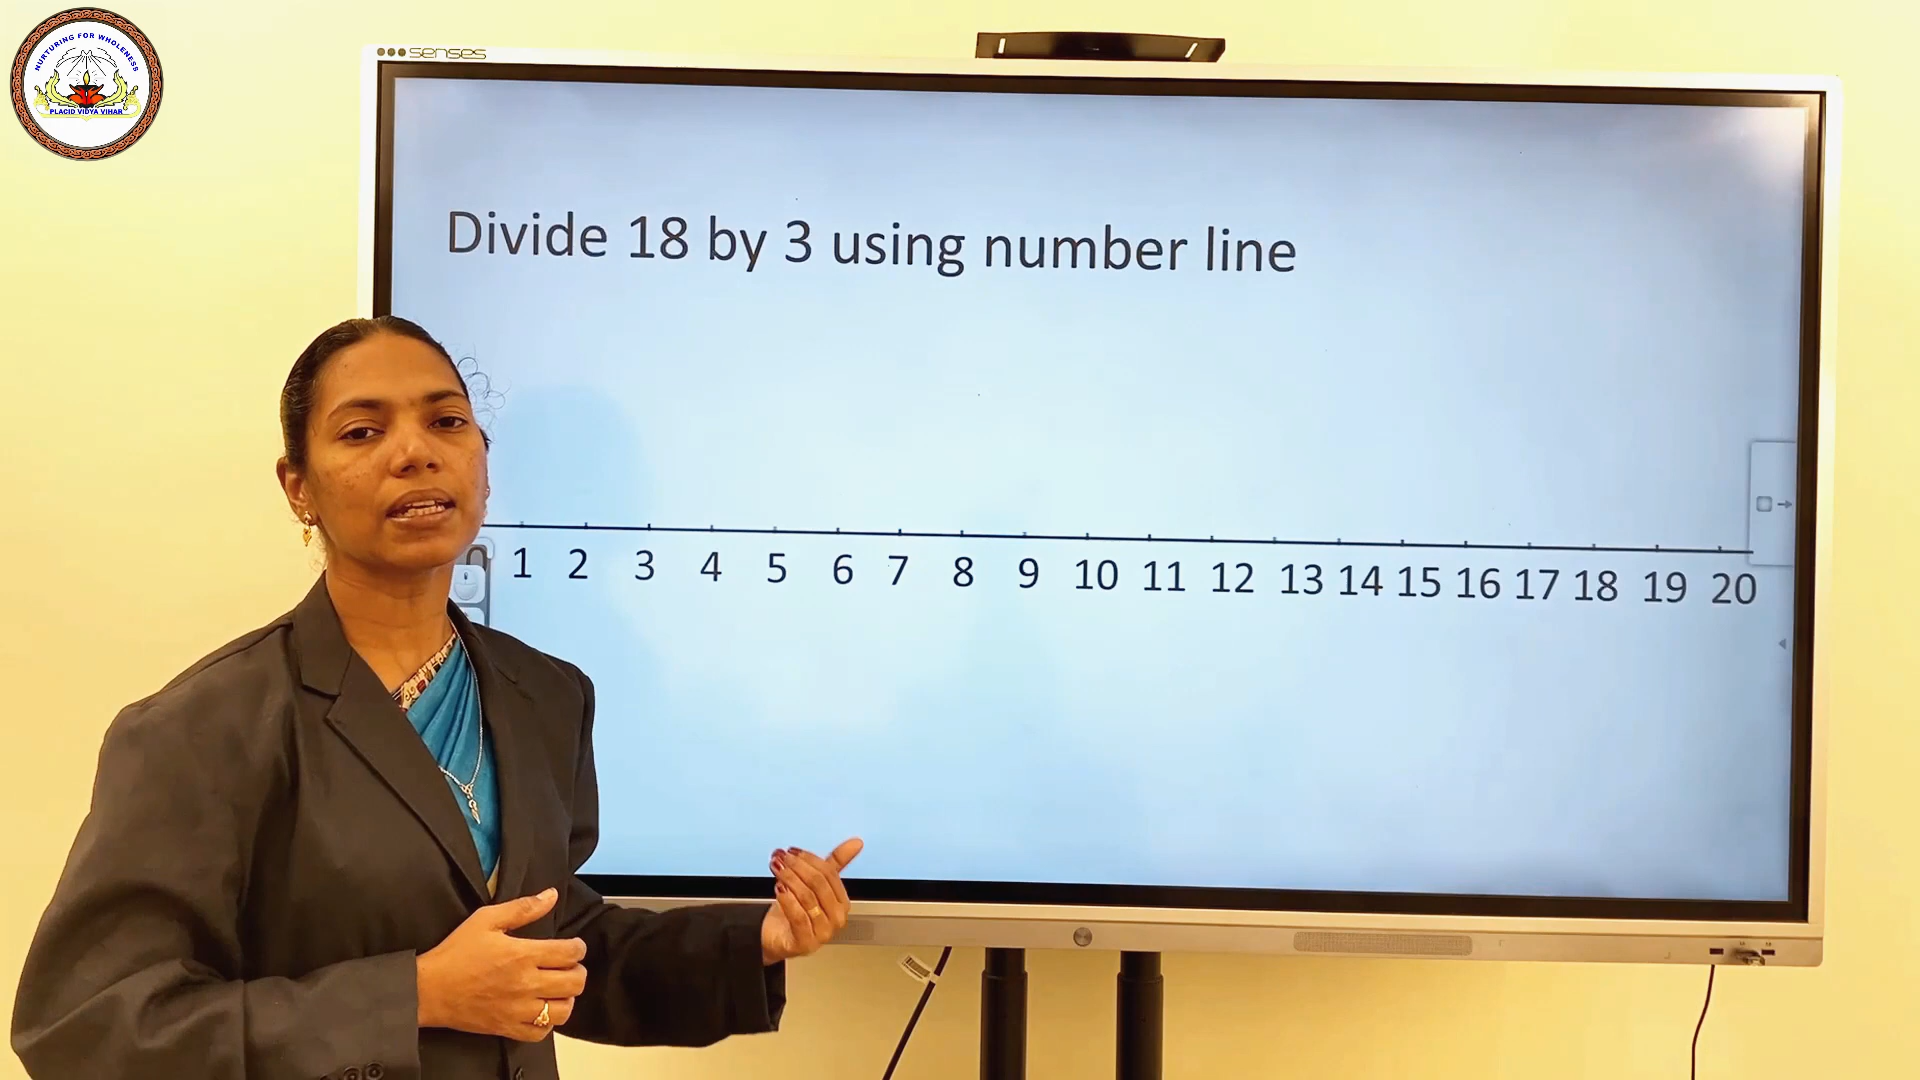 NURTURING FOR WHOLENESS
PLACID VIDYA VIHAR
senses
Divide 18 by 3 using number line
0 1 2 3 4 5 6 7 8 9 10 11 12 13 14 15 16 17 18 19 20